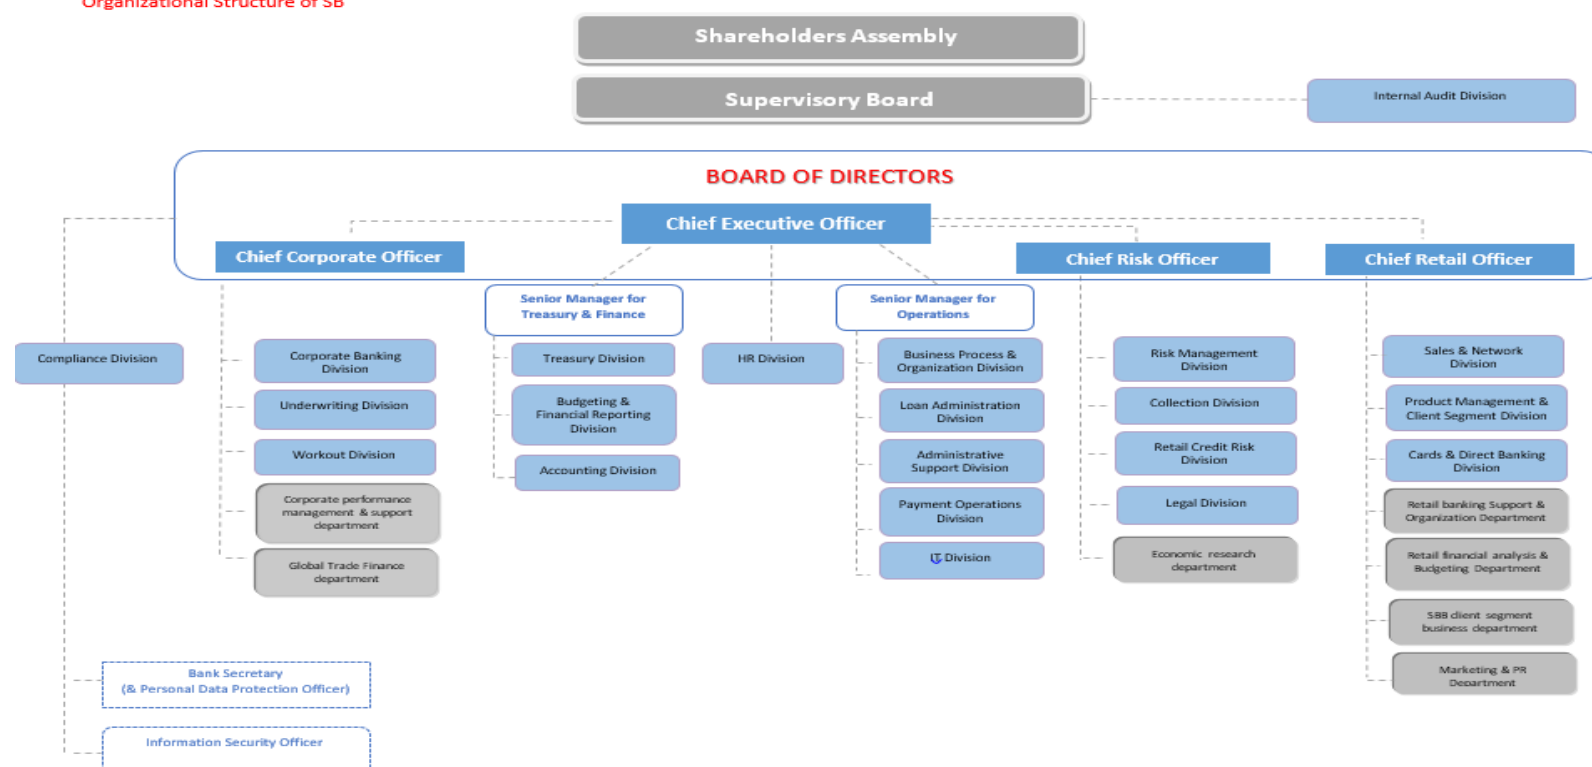 Organizational Structure of SB
Shareholders Assembly
Supervisory Board
Internal Audit Division
BOARD OF DIRECTORS
Chief Executive Officer
Chief Corporate Officer
Chief Risk Officer
Chief Retail Officer
Senior Manager for
Treasury & Finance
Senior Manager for
Operations
Compliance Division
Corporate Banking
Division
Underwriting Division
Workout Division
Corporate performance
management & support
department
Global Trade Finance
department
Treasury Division
Budgeting &
Financial Reporting
Division
Accounting Division
HR Division
Business Process &
Organization Division
Loan Administration
Division
Administrative
Support Division
Payment Operations
Division
IT Division
Risk Management
Division
Collection Division
Retail Credit Risk
Division
Legal Division
Economic research
department
Sales & Network
Division
Product Management &
Client Segment Division
Cards & Direct Banking
Division
Retail banking Support &
Organization Department
Retail financial analysis &
Budgeting Department
SBB client segment
business department
Marketing & PR
Department
Bank Secretary
(& Personal Data Protection Officer)
Information Security Officer